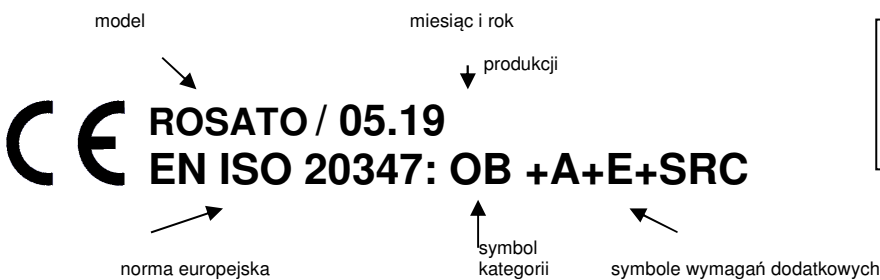 model miesiąc i rok
produkcji
CE ROSATO / 05.19
EN ISO 20347: OB +A+E+SRC
norma europejska symbol
kategorii symbole wymagań dodatkowych